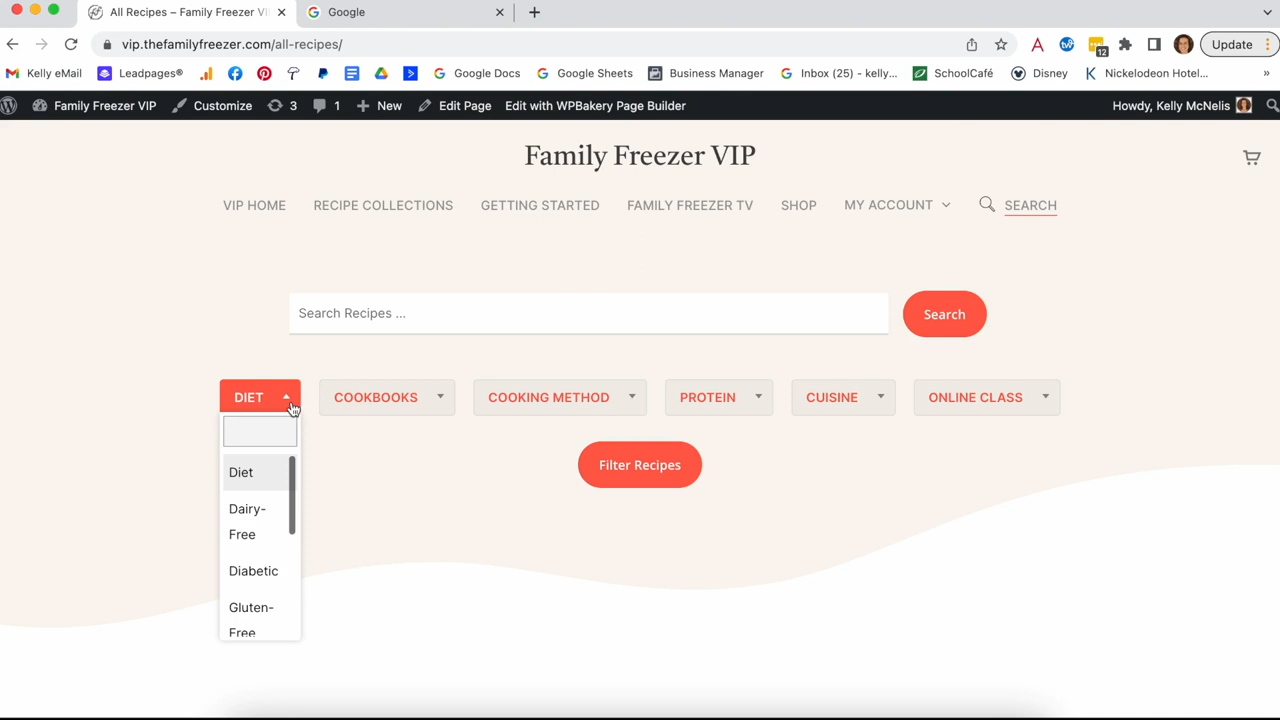 All Recipes – Family Freezer VI
Google
vip.thefamilyfreezer.com/all-recipes/
12
Update
Kelly eMail
Leadpages®
Google Docs
Google Sheets
Business Manager
Inbox (25) - kelly...
SchoolCafé
Disney
Nickelodeon Hotel...
»
Family Freezer VIP
Customize
3
1
New
Edit Page
Edit with WPBakery Page Builder
Howdy, Kelly McNelis
Family Freezer VIP
VIP HOME
RECIPE COLLECTIONS
GETTING STARTED
FAMILY FREEZER TV
SHOP
MY ACCOUNT
SEARCH
Search Recipes ...
Search
DIET
COOKBOOKS
COOKING METHOD
PROTEIN
CUISINE
ONLINE CLASS
Filter Recipes
Diet
Dairy-
Free
Diabetic
Gluten-
Free